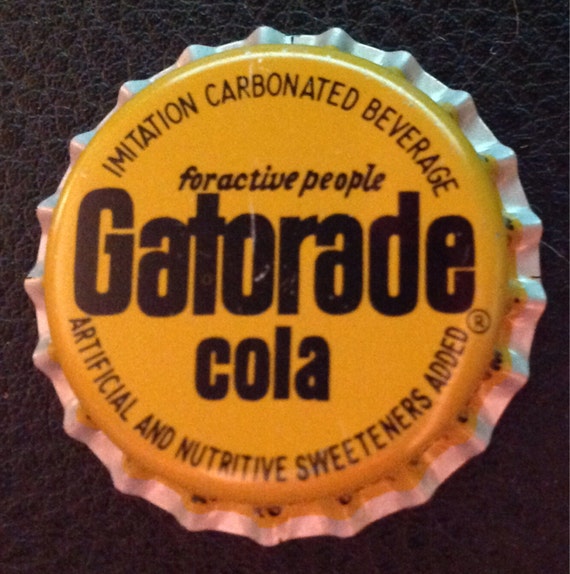 IMITATION CARBONATED BEVERAGE
for active people
Gatorade
cola
ARTIFICIAL AND NUTRITIVE SWEETENERS ADDED ®